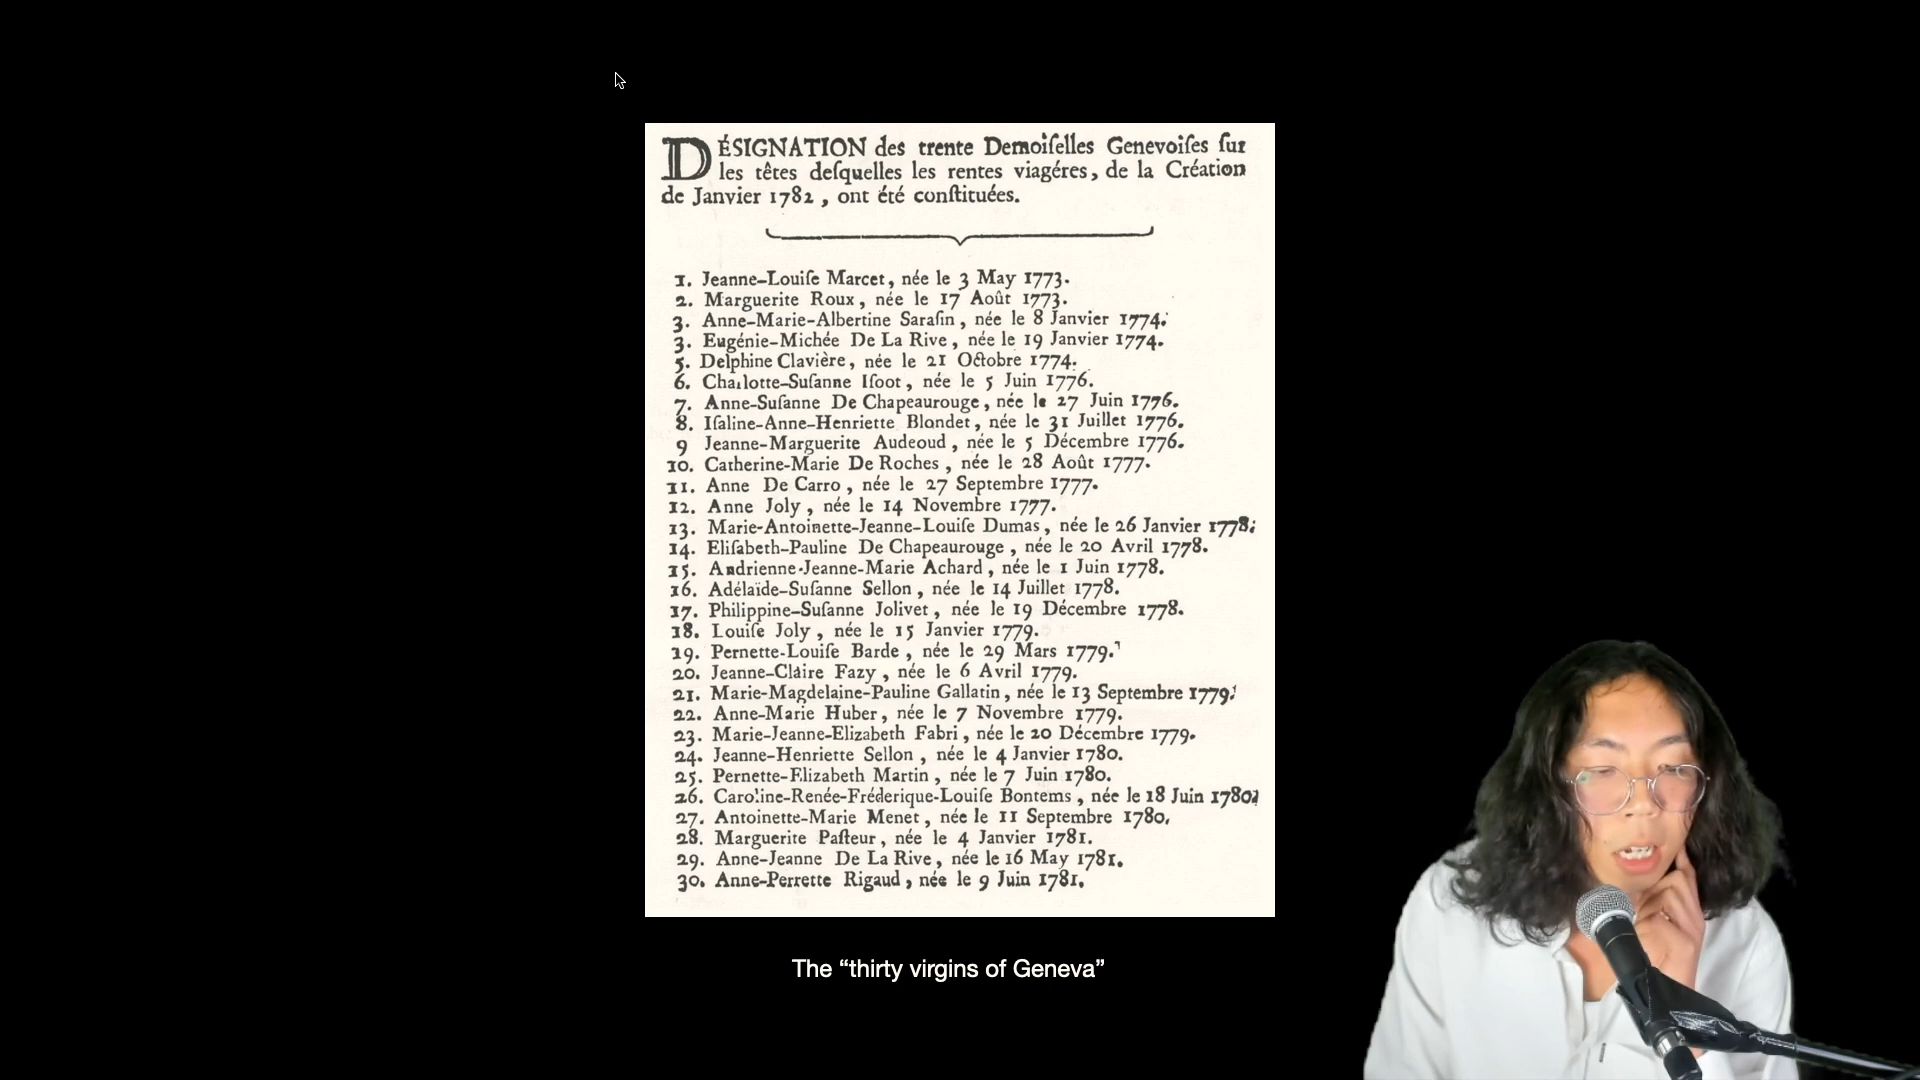 DÉSIGNATION des trente Demoiſelles Genevoiſes ſur
les têtes deſquelles les rentes viagéres, de la Création
de Janvier 1782, ont été conſtituées.
1. Jeanne-Louiſe Marcet, née le 3 May 1773.
2. Marguerite Roux, née le 17 Août 1773.
3. Anne-Marie-Albertine Saraſin, née le 8 Janvier 1774.
3. Eugénie-Michée De La Rive, née le 19 Janvier 1774.
5. Delphine Clavière, née le 21 Octobre 1774.
6. Charlotte-Suſanne Iſoot, née le 5 Juin 1776.
7. Anne-Suſanne De Chapeaurouge, née le 27 Juin 1776.
8. Iſaline-Anne-Henriette Blondet, née le 31 Juillet 1776.
9 Jeanne-Marguerite Audeoud, née le 5 Décembre 1776.
10. Catherine-Marie De Roches, née le 28 Août 1777.
11. Anne De Carro, née le 27 Septembre 1777.
12. Anne Joly, née le 14 Novembre 1777.
13. Marie-Antoinette-Jeanne-Louiſe Dumas, née le 26 Janvier 1778.
14. Eliſabeth-Pauline De Chapeaurouge, née le 20 Avril 1778.
15. Andrienne-Jeanne-Marie Achard, née le 1 Juin 1778.
16. Adélaïde-Suſanne Sellon, née le 14 Juillet 1778.
17. Philippine-Suſanne Jolivet, née le 19 Décembre 1778.
18. Louiſe Joly, née le 15 Janvier 1779.
19. Pernette-Louiſe Barde, née le 29 Mars 1779.
20. Jeanne-Claire Fazy, née le 6 Avril 1779.
21. Marie-Magdelaine-Pauline Gallatin, née le 13 Septembre 1779.
22. Anne-Marie Huber, née le 7 Novembre 1779.
23. Marie-Jeanne-Elizabeth Fabri, née le 20 Décembre 1779.
24. Jeanne-Henriette Sellon, née le 4 Janvier 1780.
25. Pernette-Elizabeth Martin, née le 7 Juin 1780.
26. Caroline-Renée-Fréderique-Louiſe Bontems, née le 18 Juin 1780.
27. Antoinette-Marie Menet, née le 11 Septembre 1780.
28. Marguerite Paſteur, née le 4 Janvier 1781.
29. Anne-Jeanne De La Rive, née le 16 May 1781.
30. Anne-Perrette Rigaud, née le 9 Juin 1781.
The “thirty virgins of Geneva”